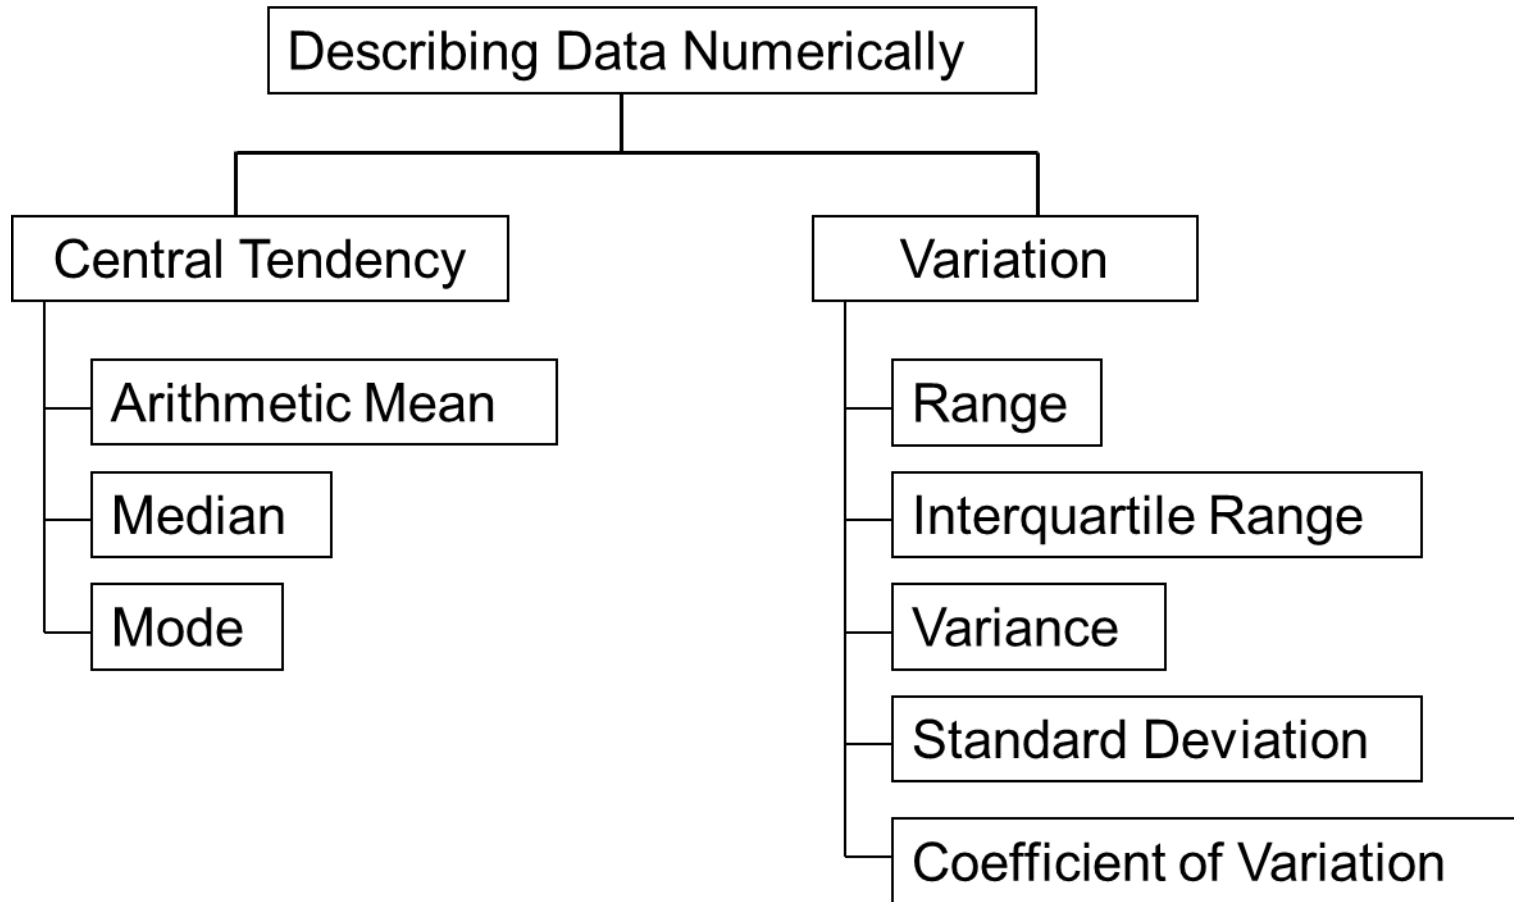 Describing Data Numerically
Central Tendency
Arithmetic Mean
Median
Mode
Variation
Range
Interquartile Range
Variance
Standard Deviation
Coefficient of Variation